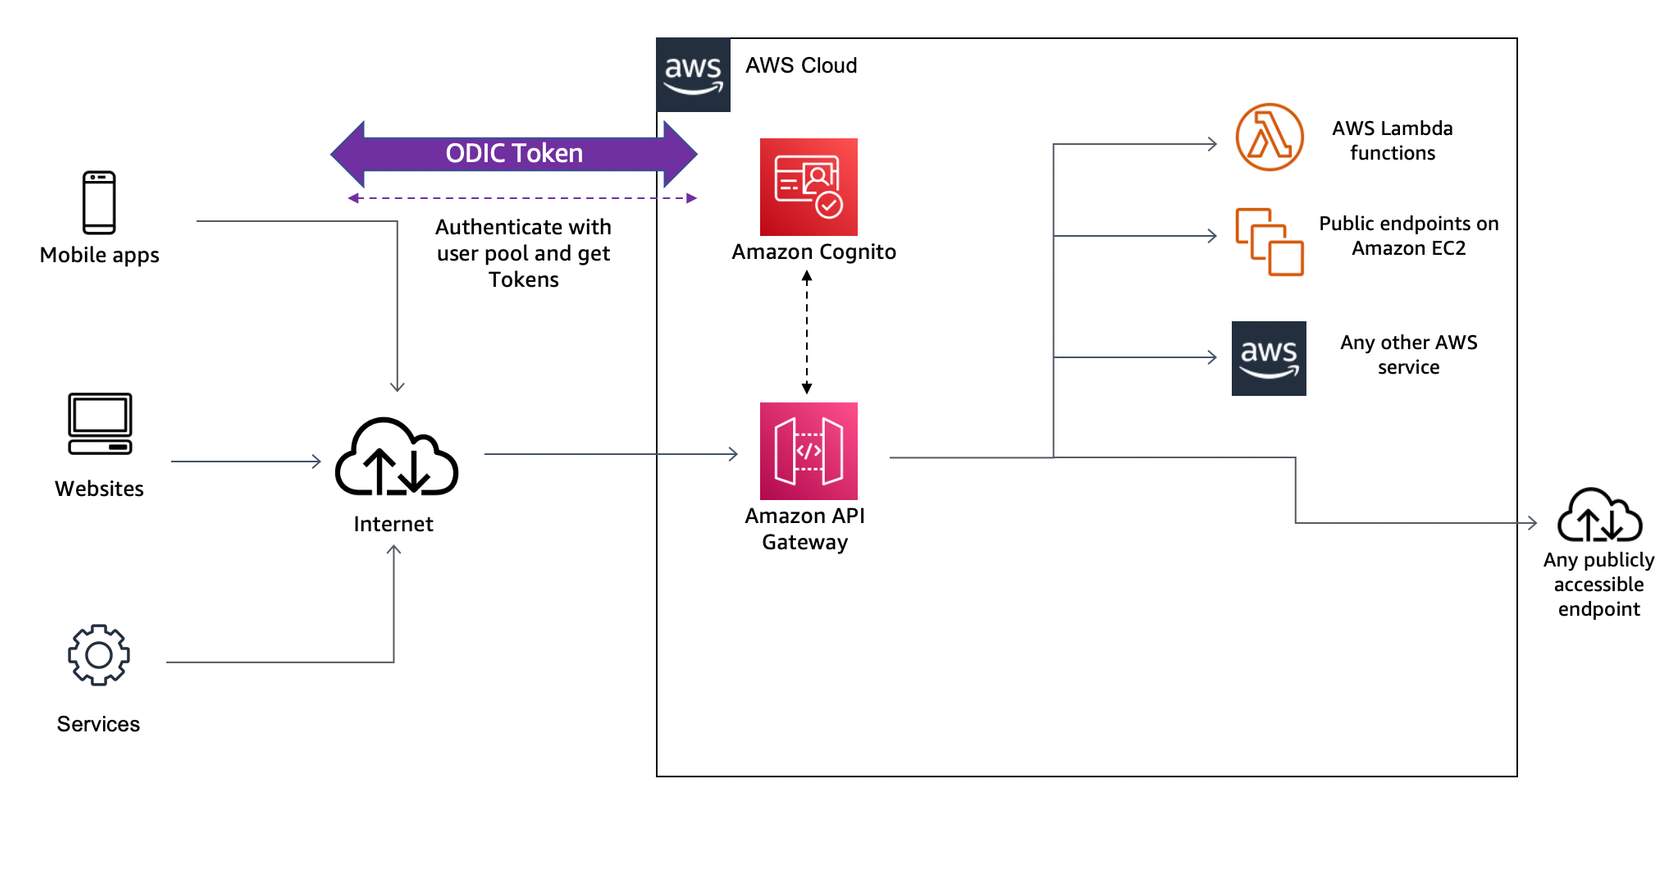 aws
AWS Cloud
ODIC Token
Authenticate with
user pool and get
Tokens
Mobile apps
Amazon Cognito
AWS Lambda
functions
Public endpoints on
Amazon EC2
aws
Any other AWS
service
Websites
Internet
</>
Amazon API
Gateway
Any publicly
accessible
endpoint
Services